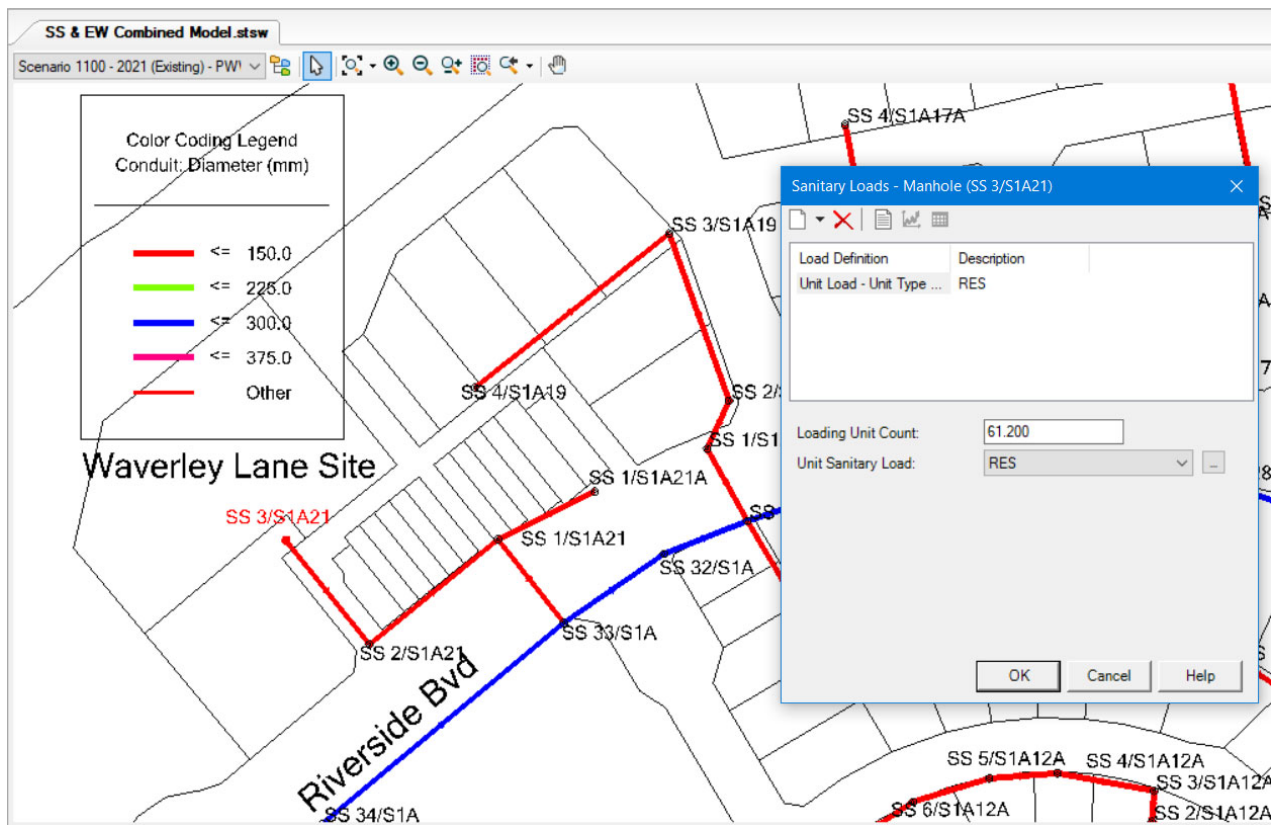 SS & EW Combined Model.stsw
Scenario 1100 - 2021 (Existing) - PW
Color Coding Legend
Conduit: Diameter (mm)
<= 150.0
<= 225.0
<= 300.0
<= 375.0
Other
SS 4/S1A17A
Sanitary Loads - Manhole (SS 3/S1A21)
Load Definition Description
Unit Load - Unit Type ... RES
Loading Unit Count: 61.200
Unit Sanitary Load: RES
...
OK Cancel Help
SS 3/S1A19
SS 4/S1A19
SS 2/
SS 1/S1
Waverley Lane Site
SS 1/S1A21A
SS 3/S1A21
SS 1/S1A21
SS
SS 32/S1A
SS 33/S1A
SS 2/S1A21
Riverside Bvd
SS 34/S1A
SS 5/S1A12A
SS 4/S1A12A
SS 3/S1A12A
SS 6/S1A12A
SS 2/S1A12A